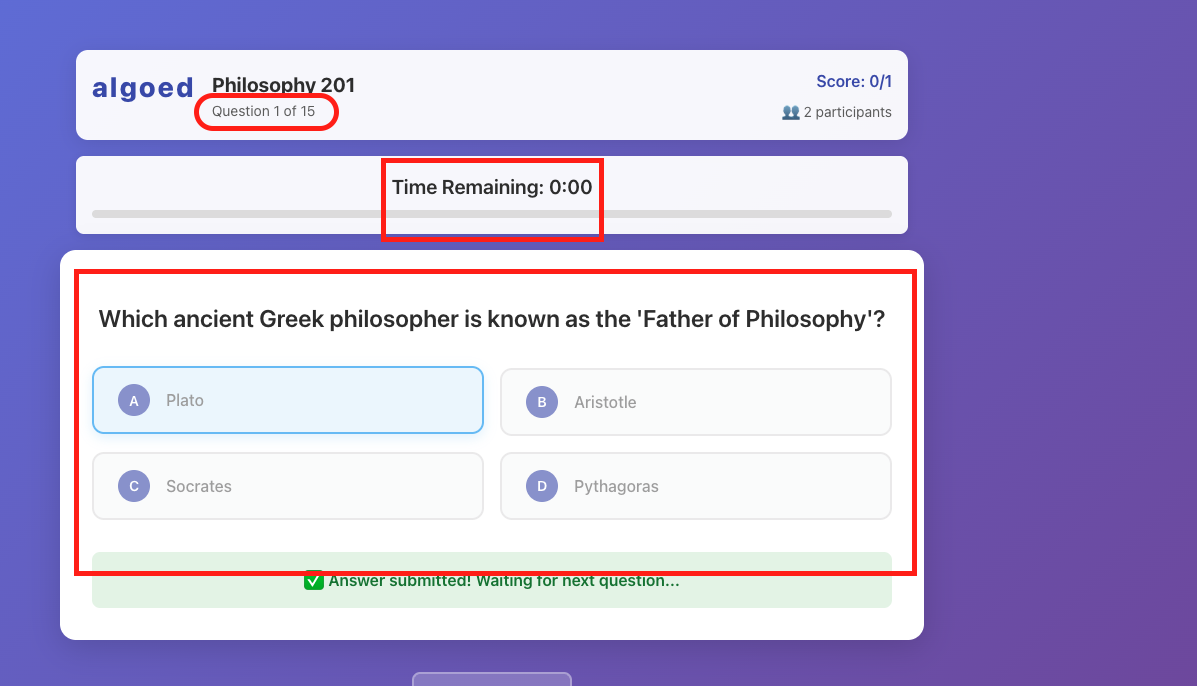 algoed
Philosophy 201
Question 1 of 15
Score: 0/1
👥 2 participants
Time Remaining: 0:00
Which ancient Greek philosopher is known as the 'Father of Philosophy'?
A Plato
B Aristotle
C Socrates
D Pythagoras
✅ Answer submitted! Waiting for next question...